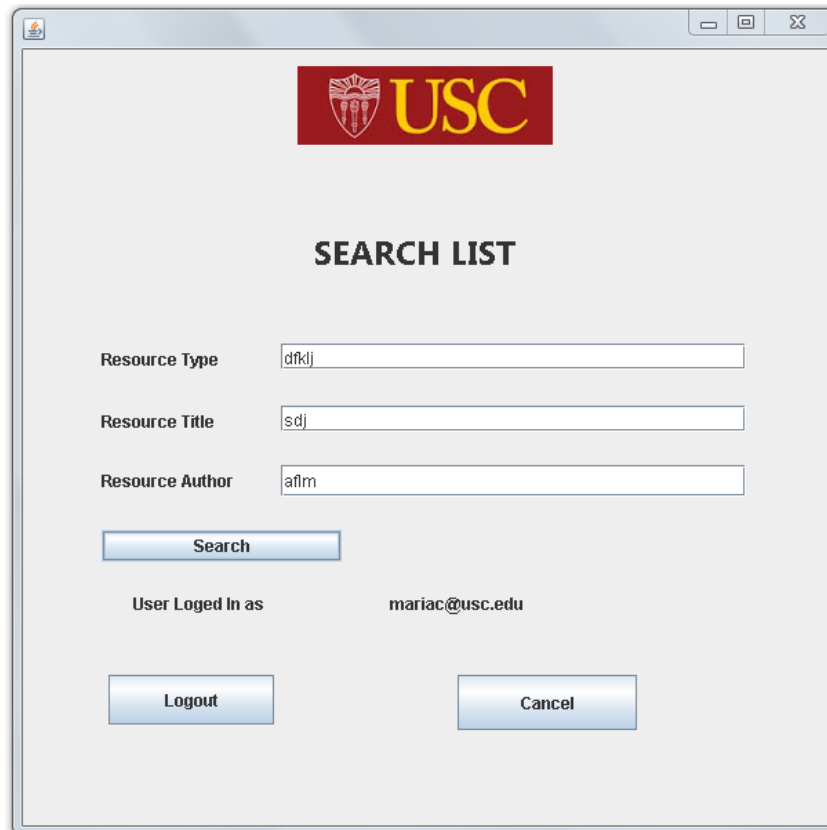 USC
SEARCH LIST
Resource Type dfklj
Resource Title sdj
Resource Author aflm
Search
User Loged In as mariac@usc.edu
Logout Cancel